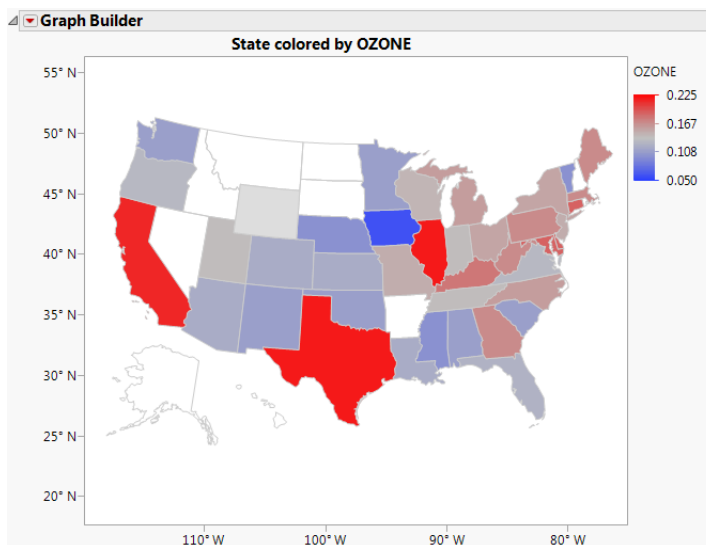 Graph Builder
State colored by OZONE
55° N
50° N
45° N
40° N
35° N
30° N
25° N
20° N
110° W
100° W
90° W
80° W
OZONE
0.225
0.167
0.108
0.050